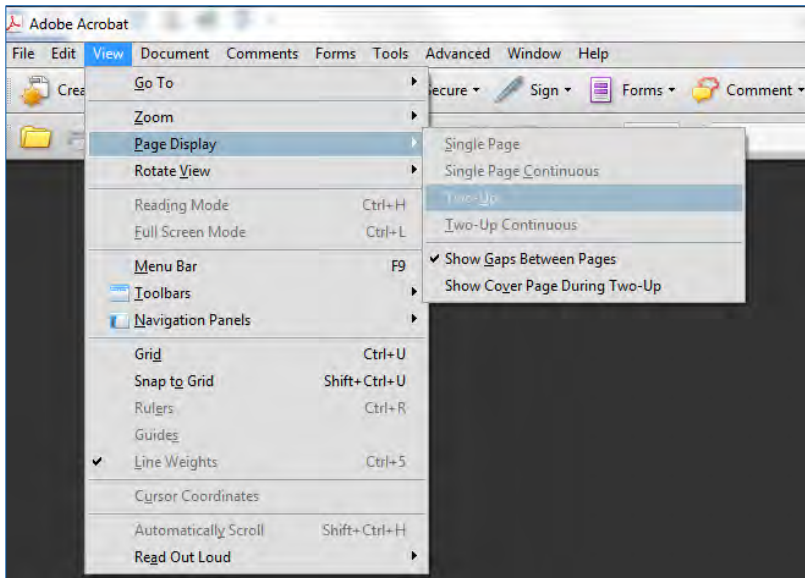 Adobe Acrobat
File Edit View Document Comments Forms Tools Advanced Window Help
Crea ecure Sign Forms Comment
Go To
Zoom
Page Display
Rotate View
Reading Mode Ctrl+H
Full Screen Mode Ctrl+L
Menu Bar F9
Toolbars
Navigation Panels
Grid Ctrl+U
Snap to Grid Shift+Ctrl+U
Rulers Ctrl+R
Guides
Line Weights Ctrl+5
Cursor Coordinates
Automatically Scroll Shift+Ctrl+H
Read Out Loud
Single Page
Single Page Continuous
Two-Up
Two-Up Continuous
Show Gaps Between Pages
Show Cover Page During Two-Up